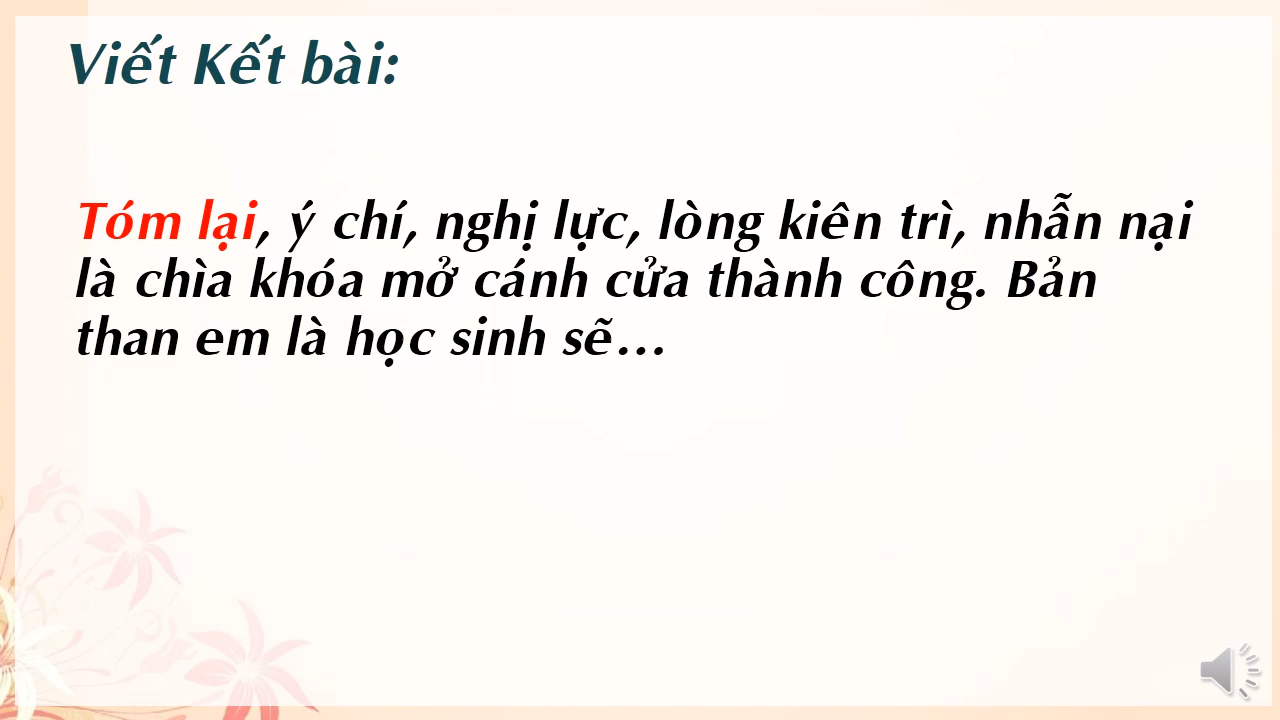 Viết Kết bài:
Tóm lại, ý chí, nghị lực, lòng kiên trì, nhẫn nại
là chìa khóa mở cánh cửa thành công. Bản
than em là học sinh sẽ…